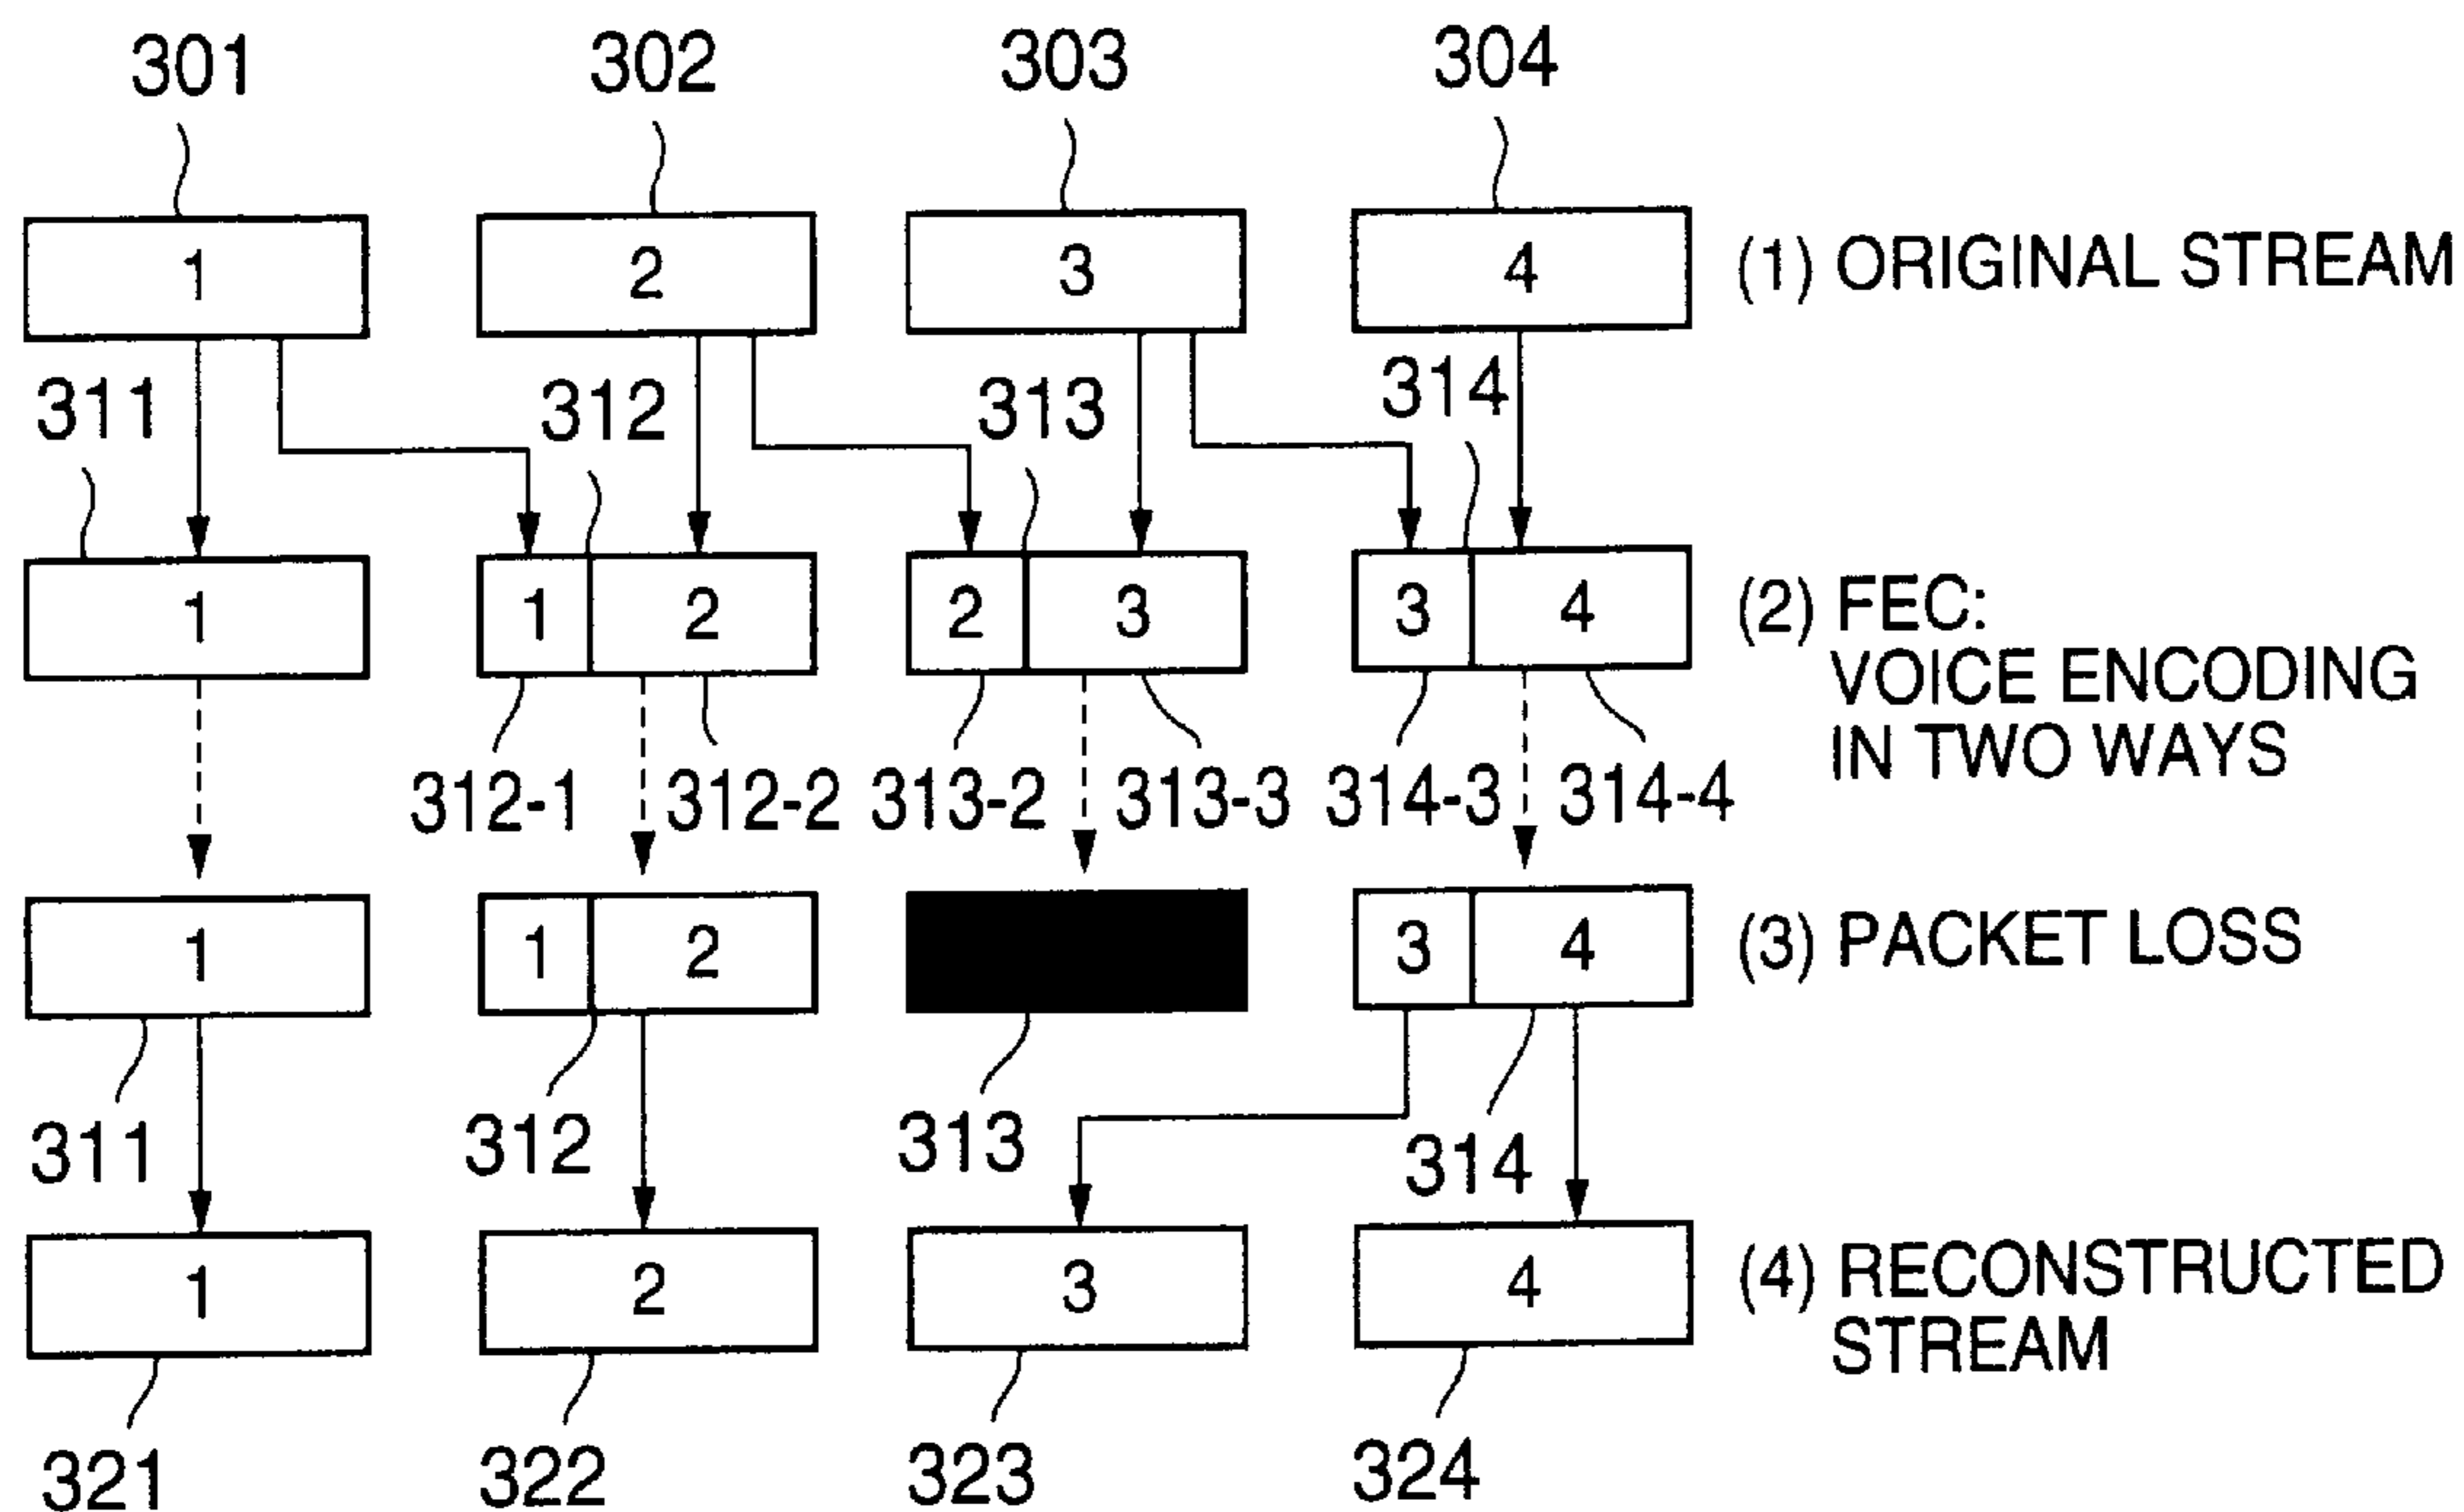 301 302 303 304
1 2 3 4 (1) ORIGINAL STREAM
311 312 313 314
1 1 2 2 3 3 4 (2) FEC:
VOICE ENCODING
IN TWO WAYS
312-1 312-2 313-2 313-3 314-3 314-4
1 1 2 3 4 (3) PACKET LOSS
311 312 313 314
1 2 3 4 (4) RECONSTRUCTED
STREAM
321 322 323 324